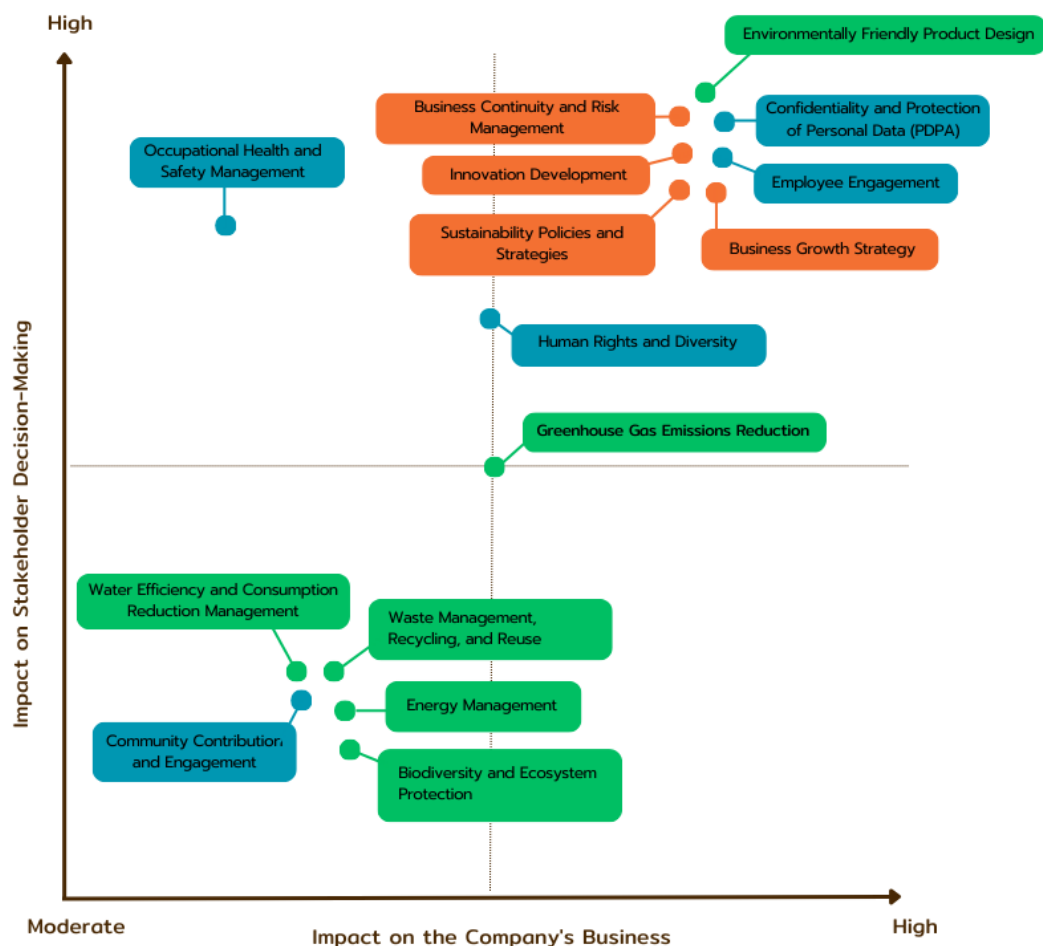 High
Environmentally Friendly Product Design
Business Continuity and Risk
Management
Confidentiality and Protection
of Personal Data (PDPA)
Occupational Health and
Safety Management
Innovation Development
Employee Engagement
Sustainability Policies and
Strategies
Business Growth Strategy
Human Rights and Diversity
Impact on Stakeholder Decision-Making
Greenhouse Gas Emissions Reduction
Water Efficiency and Consumption
Reduction Management
Waste Management,
Recycling, and Reuse
Energy Management
Community Contribution
and Engagement
Biodiversity and Ecosystem
Protection
Moderate
High
Impact on the Company's Business